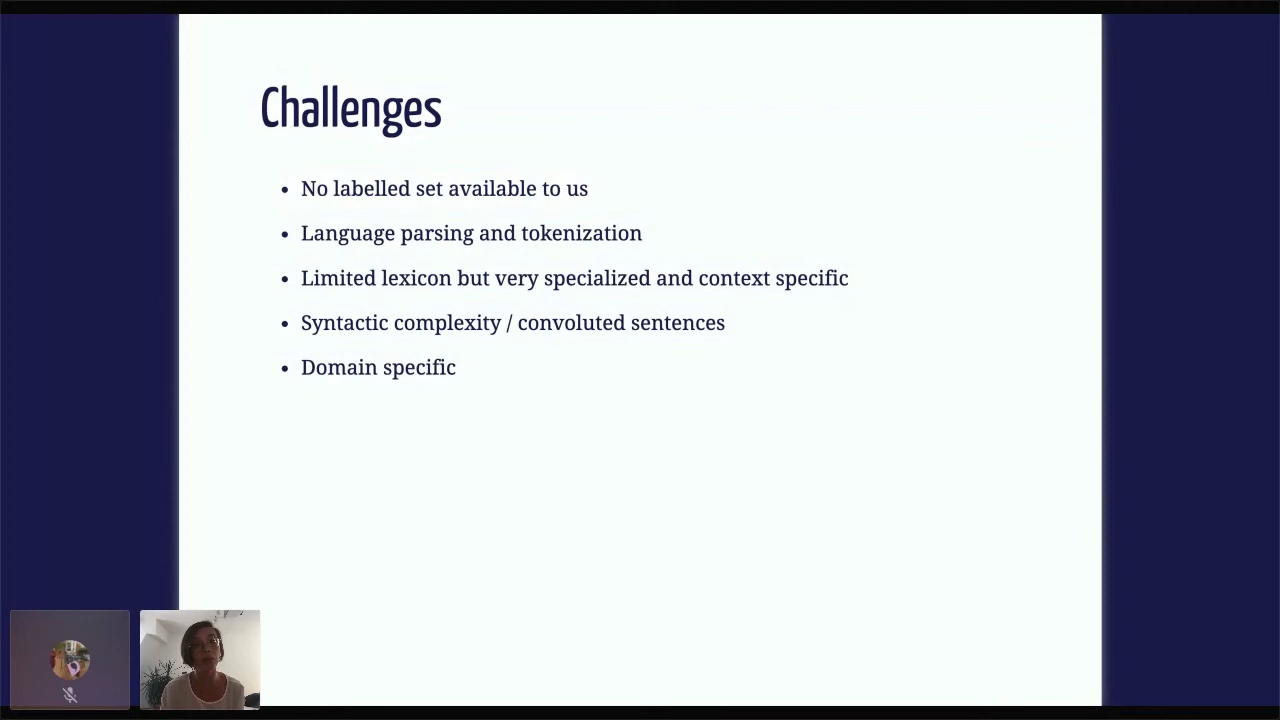 Challenges
• No labelled set available to us
• Language parsing and tokenization
• Limited lexicon but very specialized and context specific
• Syntactic complexity / convoluted sentences
• Domain specific